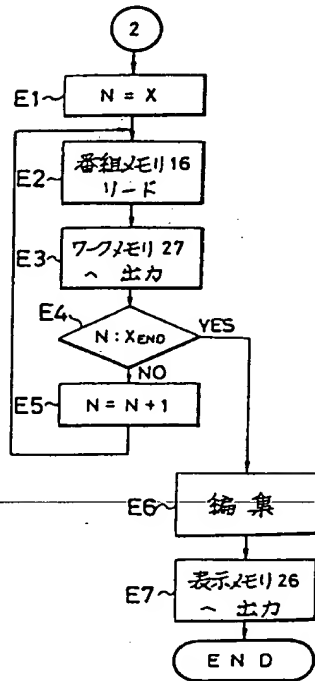 2
E1
N = X
E2
番組メモリ16
リード
E3
ワークメモリ27
へ 出力
E4
N : XEND
YES
NO
E5
N = N + 1
E6
編集
E7
表示メモリ26
へ 出力
END